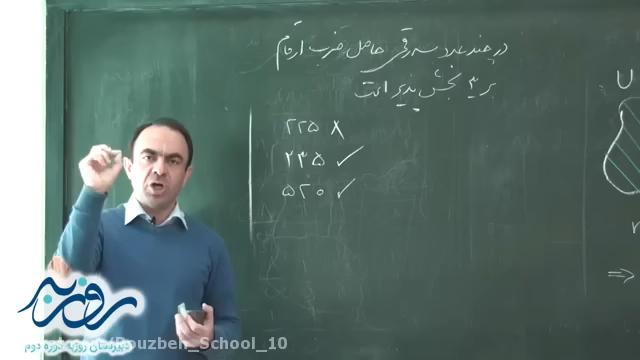 در چند عدد سه رقمی حاصل ضرب ارقام
بر ۳ بخش پذیر است
۲۲۵ ×
۲۳۵ ✓
۵۲۰ ✓
U
⇒
روزبه
دبیرستان روزبه دوره دوم
Rouzbeh_School_10